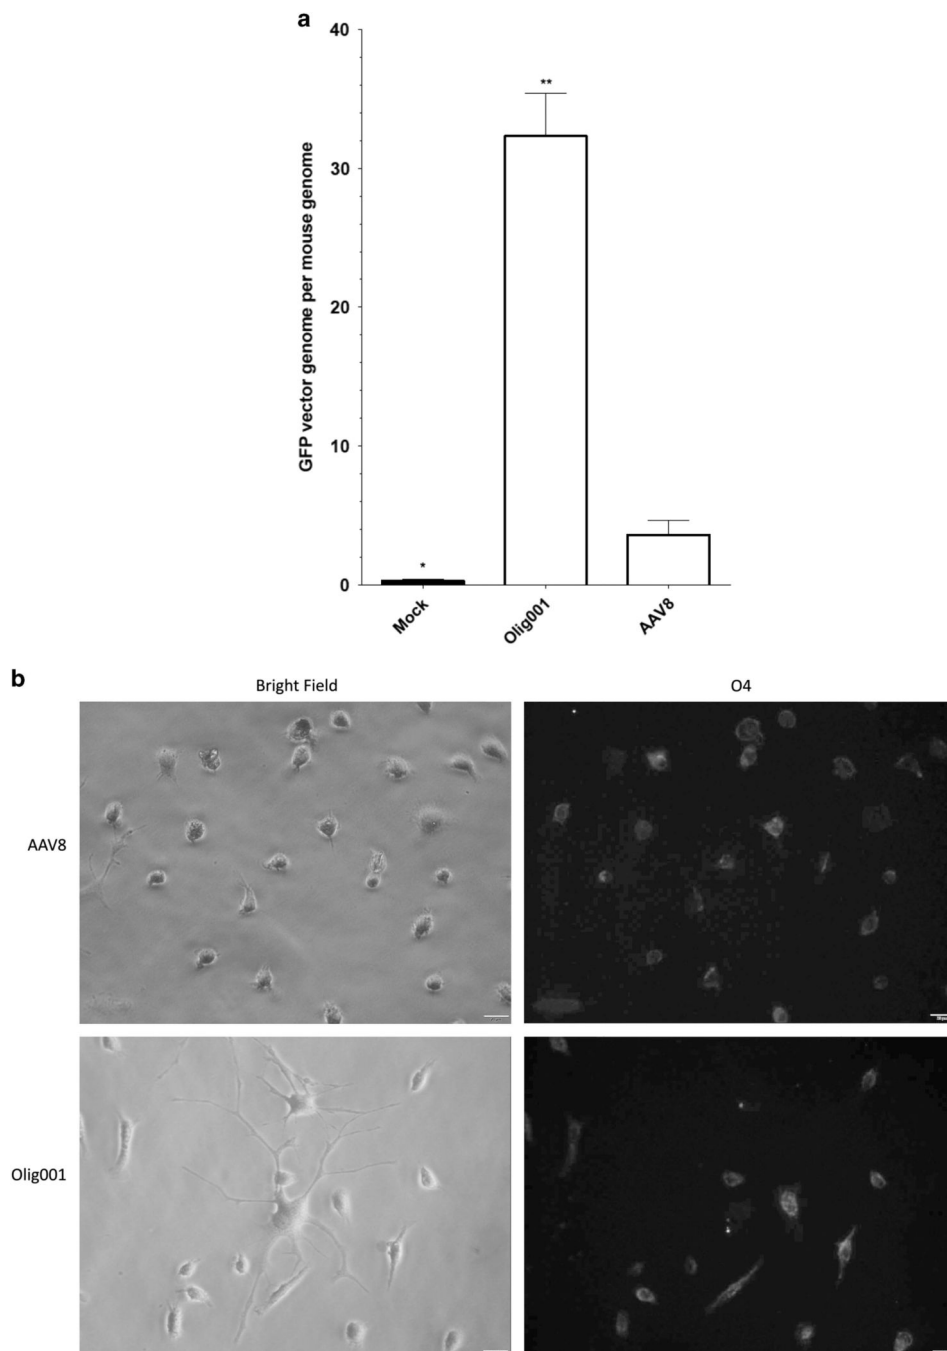 a
40
**
GFP vector genome per mouse genome
30
20
10
*
0
Mock
Olig001
AAV8
b
Bright Field
O4
AAV8
Olig001